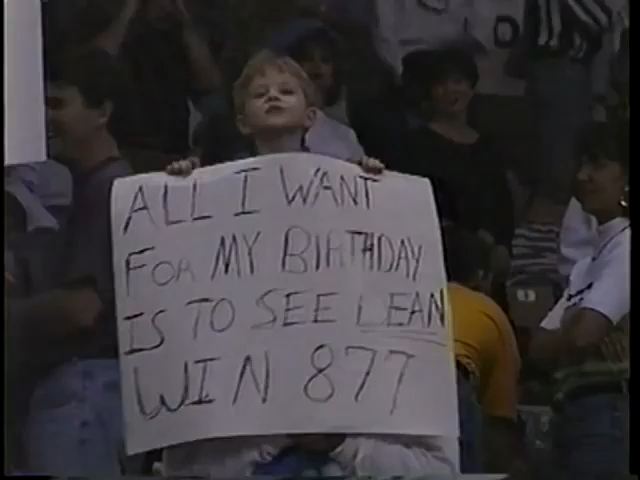 ALL I WANT
FOR MY BIRTHDAY
IS TO SEE LEAN
WIN 877